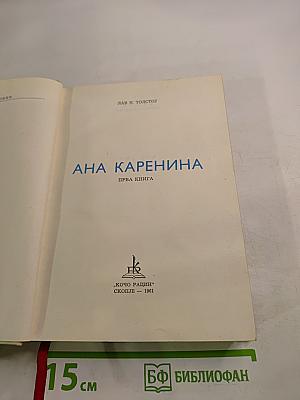 ЛАВ Н. ТОЛСТОЈ
АНА КАРЕНИНА
ПРВА КНИГА
„КОЧО РАЦИН“
СКОПЈЕ — 1961
15 см
БФ БИБЛИОФАН